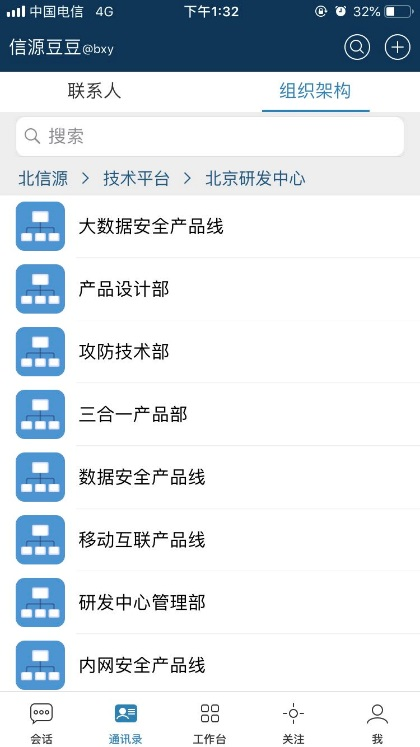 中国电信 4G 下午1:32 32%
信源豆豆@bxy
联系人 组织架构
搜索
北信源 > 技术平台 > 北京研发中心
大数据安全产品线
产品设计部
攻防技术部
三合一产品部
数据安全产品线
移动互联产品线
研发中心管理部
内网安全产品线
会话 通讯录 工作台 关注 我